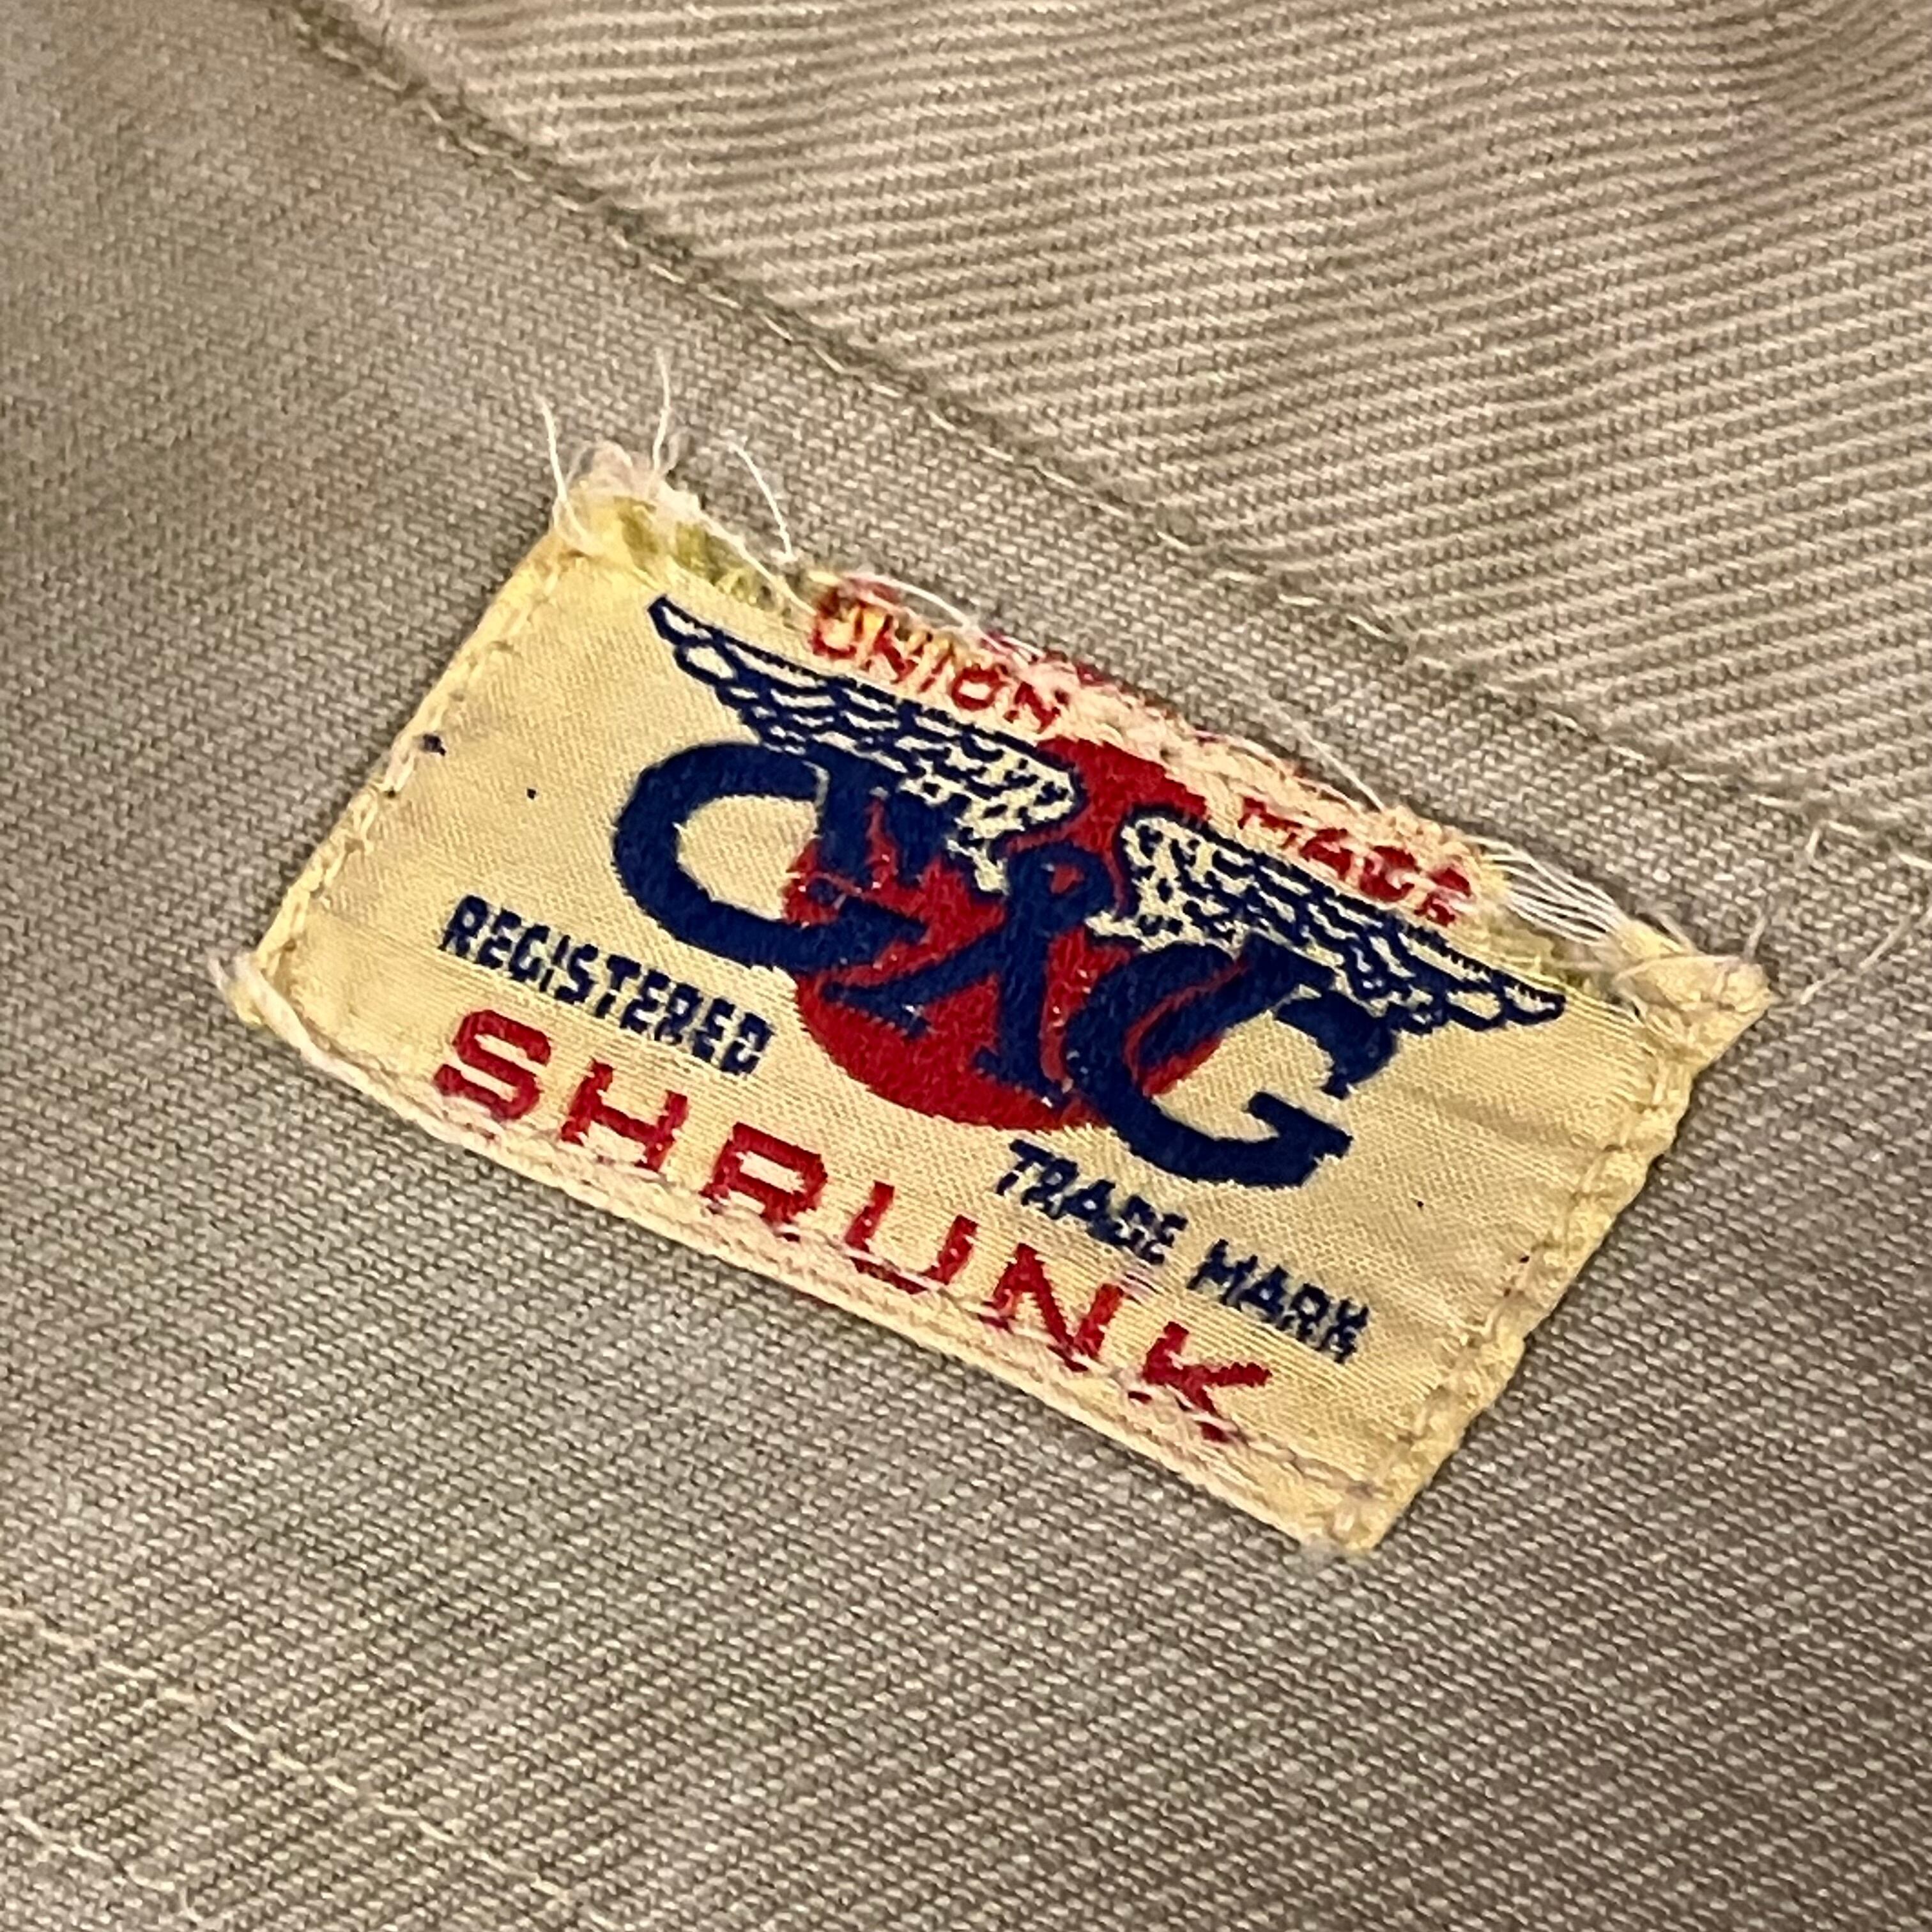 UNION MADE
G&G
REGISTERED TRADE MARK
SHRUNK